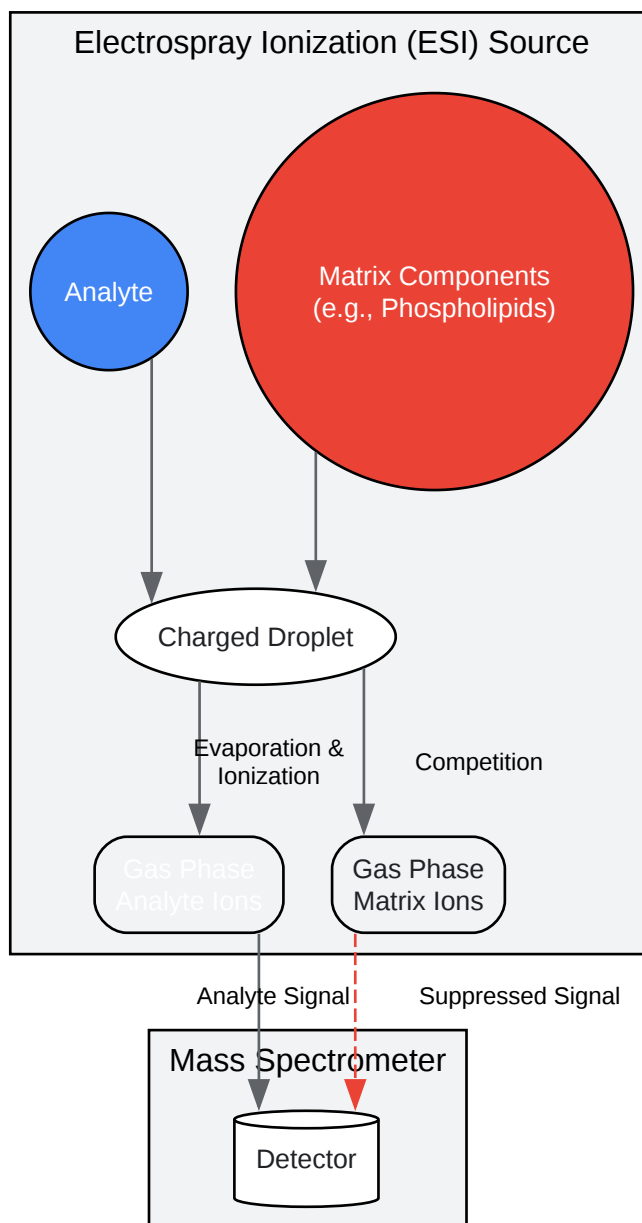 Electrospray Ionization (ESI) Source
Analyte
Matrix Components
(e.g., Phospholipids)
Charged Droplet
Evaporation &
Ionization
Competition
Gas Phase
Analyte Ions
Gas Phase
Matrix Ions
Analyte Signal
Suppressed Signal
Mass Spectrometer
Detector